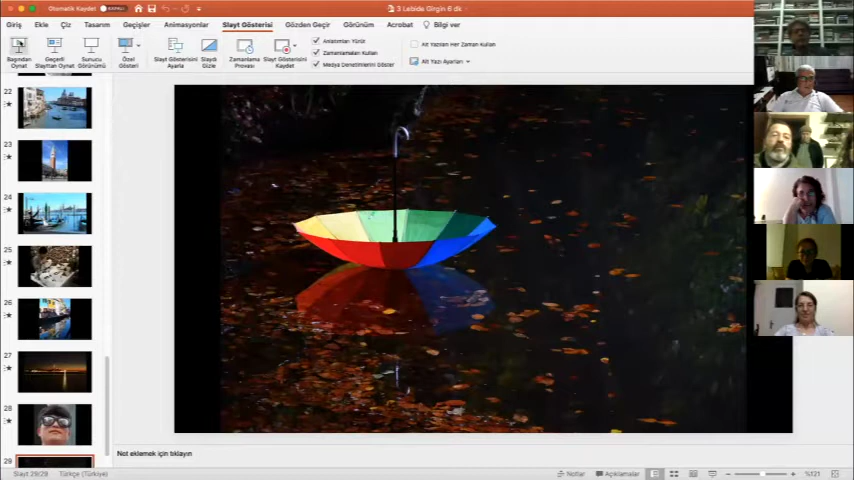 Otomatik Kaydet
3 Lebide Girgin 6 dk
Giriş Ekle Çizim Tasarım Geçişler Animasyonlar Slayt Gösterisi Gözden Geçir Görünüm Acrobat Bilgi ver
Başından Oynat
Geçerli Slayttan Oynat
Sunucu Görünümü
Özel Gösteri
Slayt Gösterisini Ayarla
Slaydı Gizle
Zamanlama Provası
Slayt Gösterisini Kaydet
Anlatımları Yürüt
Zamanlamaları Kullan
Medya Denetimlerini Göster
Alt Yazıları Her Zaman Kullan
Alt Yazı Ayarları
22
23
24
25
26
27
28
29
Not eklemek için tıklayın
Slayt 29/29 Türkçe (Türkiye)
Notlar Açıklamalar
%121